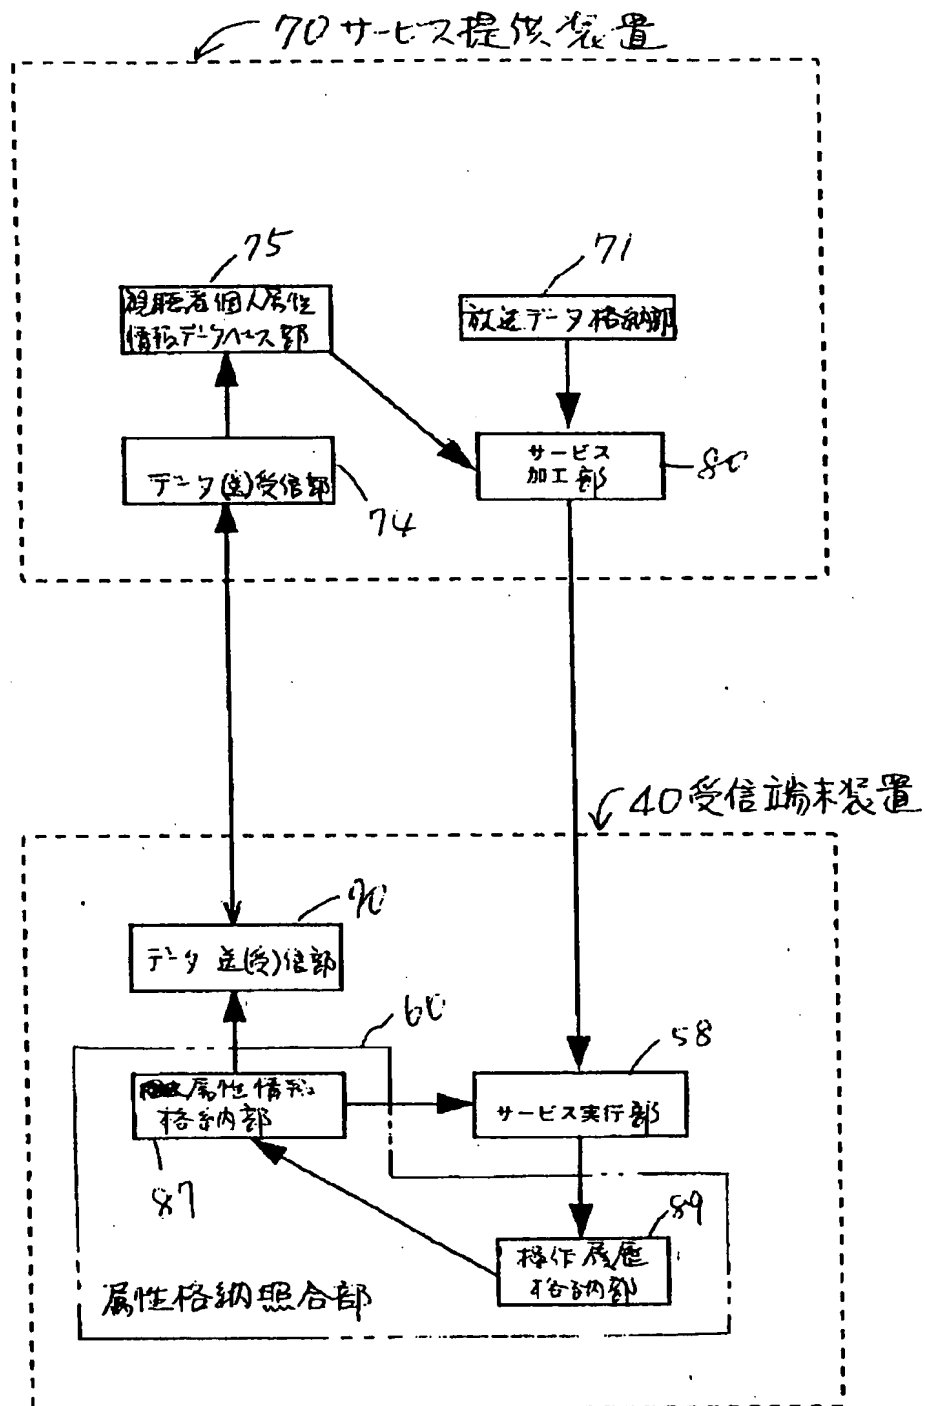 70サービス提供装置
75
71
視聴者個人属性
情報データベース部
放送データ格納部
データ(送)受信部
74
サービス
加工部
80
40受信端末装置
90
データ送(受)信部
60
58
属性情報
格納部
サービス実行部
87
89
操作履歴
格納部
属性格納照合部